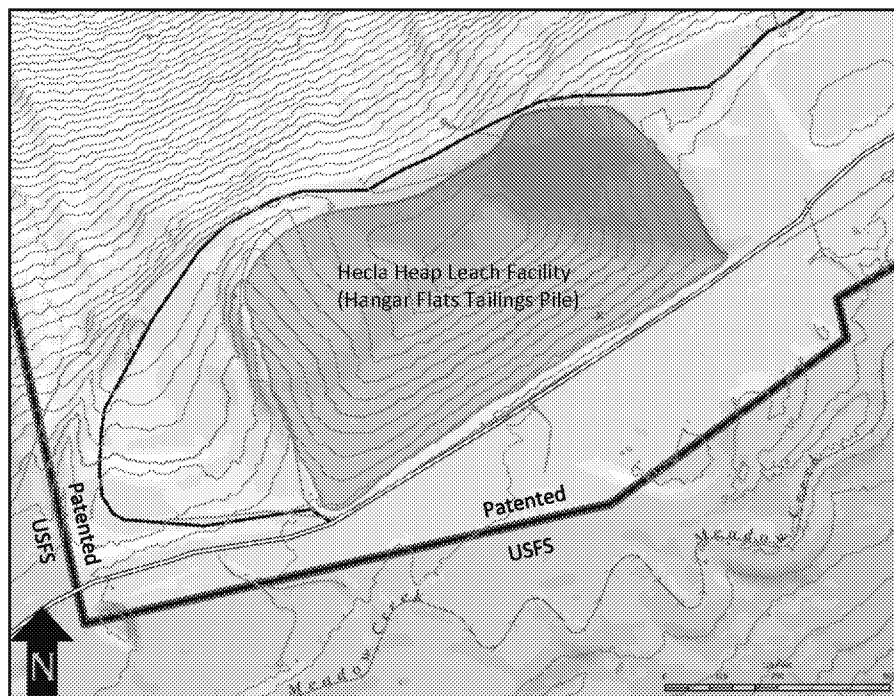 Hecla Heap Leach Facility
(Hangar Flats Tailings Pile)
Patented
USFS
Patented
USFS
Meadow Creek
Meadow Creek
N